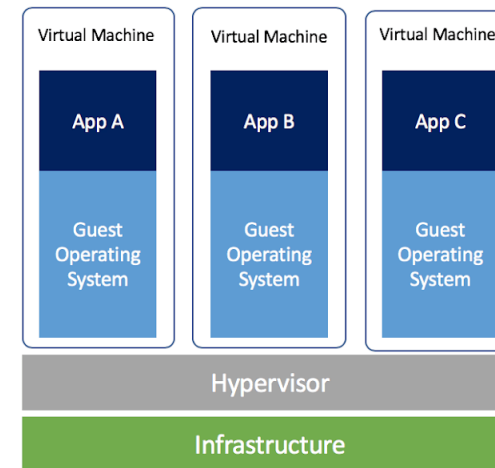 Virtual Machine
Virtual Machine
Virtual Machine
App A
App B
App C
Guest
Operating
System
Guest
Operating
System
Guest
Operating
System
Hypervisor
Infrastructure